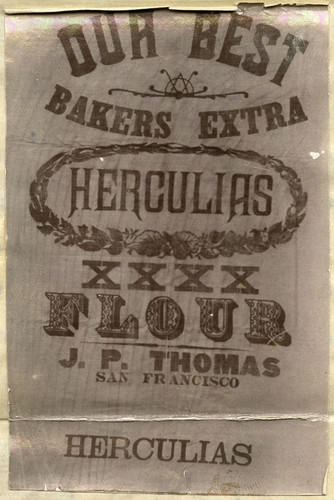 OUR BEST
BAKERS EXTRA
HERCULIAS
XXXX
FLOUR
J. P. THOMAS
SAN FRANCISCO
HERCULIAS